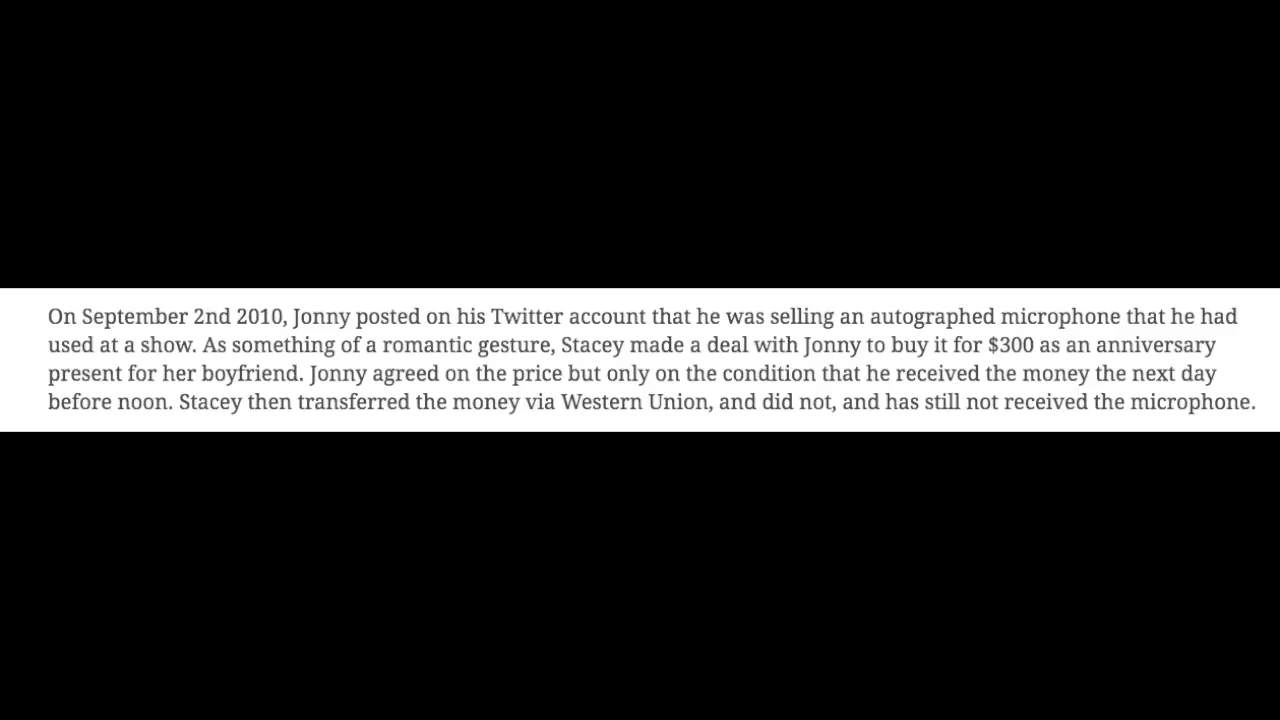 On September 2nd 2010, Jonny posted on his Twitter account that he was selling an autographed microphone that he had
used at a show. As something of a romantic gesture, Stacey made a deal with Jonny to buy it for $300 as an anniversary
present for her boyfriend. Jonny agreed on the price but only on the condition that he received the money the next day
before noon. Stacey then transferred the money via Western Union, and did not, and has still not received the microphone.